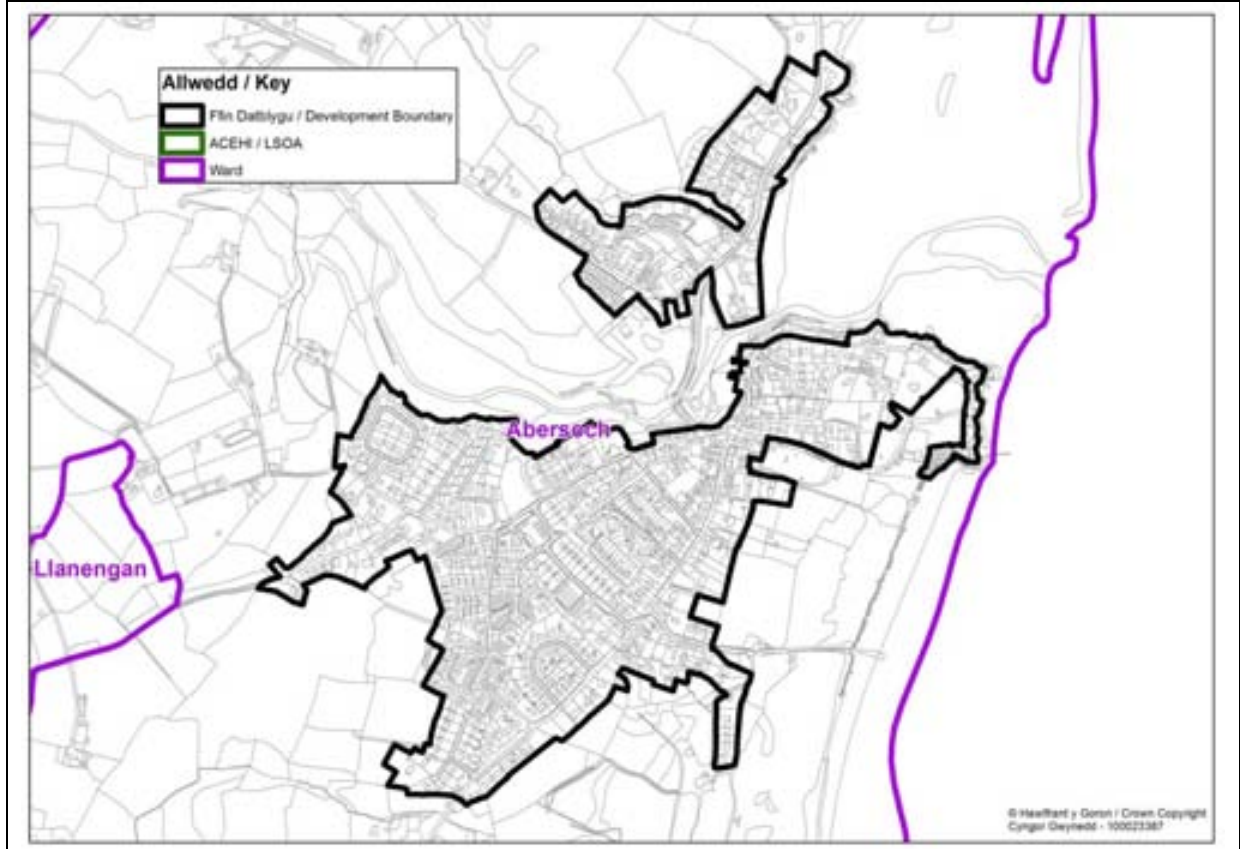 Allwedd / Key
Ffin Datblygu / Development Boundary
ACEHI / LSOA
Ward
Abersoch
Llanengan
© Hawlfraint y Goron / Crown Copyright
Cyngor Gwynedd - 100023387